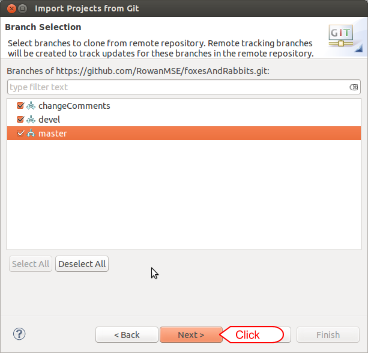 Import Projects from Git
Branch Selection
Select branches to clone from remote repository. Remote tracking branches
will be created to track updates for these branches in the remote repository.
GIT
Branches of https://github.com/RowanMSE/foxesAndRabbits.git:
type filter text
changeComments
devel
master
Select All
Deselect All
?
< Back
Next >
Click
Finish